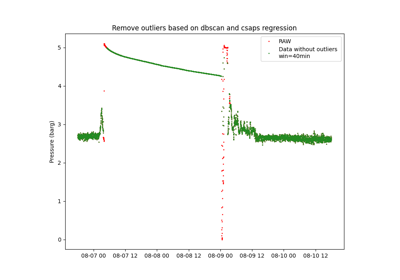 Remove outliers based on dbscan and csaps regression
RAW
Data without outliers
win=40min
Pressure (barg)
5
4
3
2
1
0
08-07 00
08-07 12
08-08 00
08-08 12
08-09 00
08-09 12
08-10 00
08-10 12